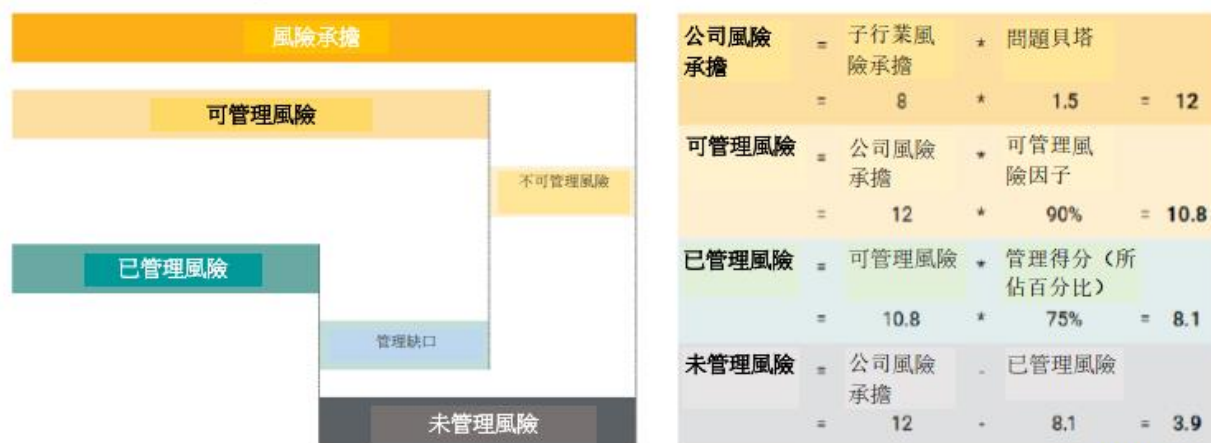 風險承擔
可管理風險
不可管理風險
已管理風險
管理缺口
未管理風險
公司風險 = 子行業風 * 問題貝塔
承擔 險承擔
= 8 * 1.5 = 12
可管理風險 = 公司風險 * 可管理風
承擔 險因子
= 12 * 90% = 10.8
已管理風險 = 可管理風險 * 管理得分（所
佔百分比）
= 10.8 * 75% = 8.1
未管理風險 = 公司風險 - 已管理風險
承擔
= 12 - 8.1 = 3.9